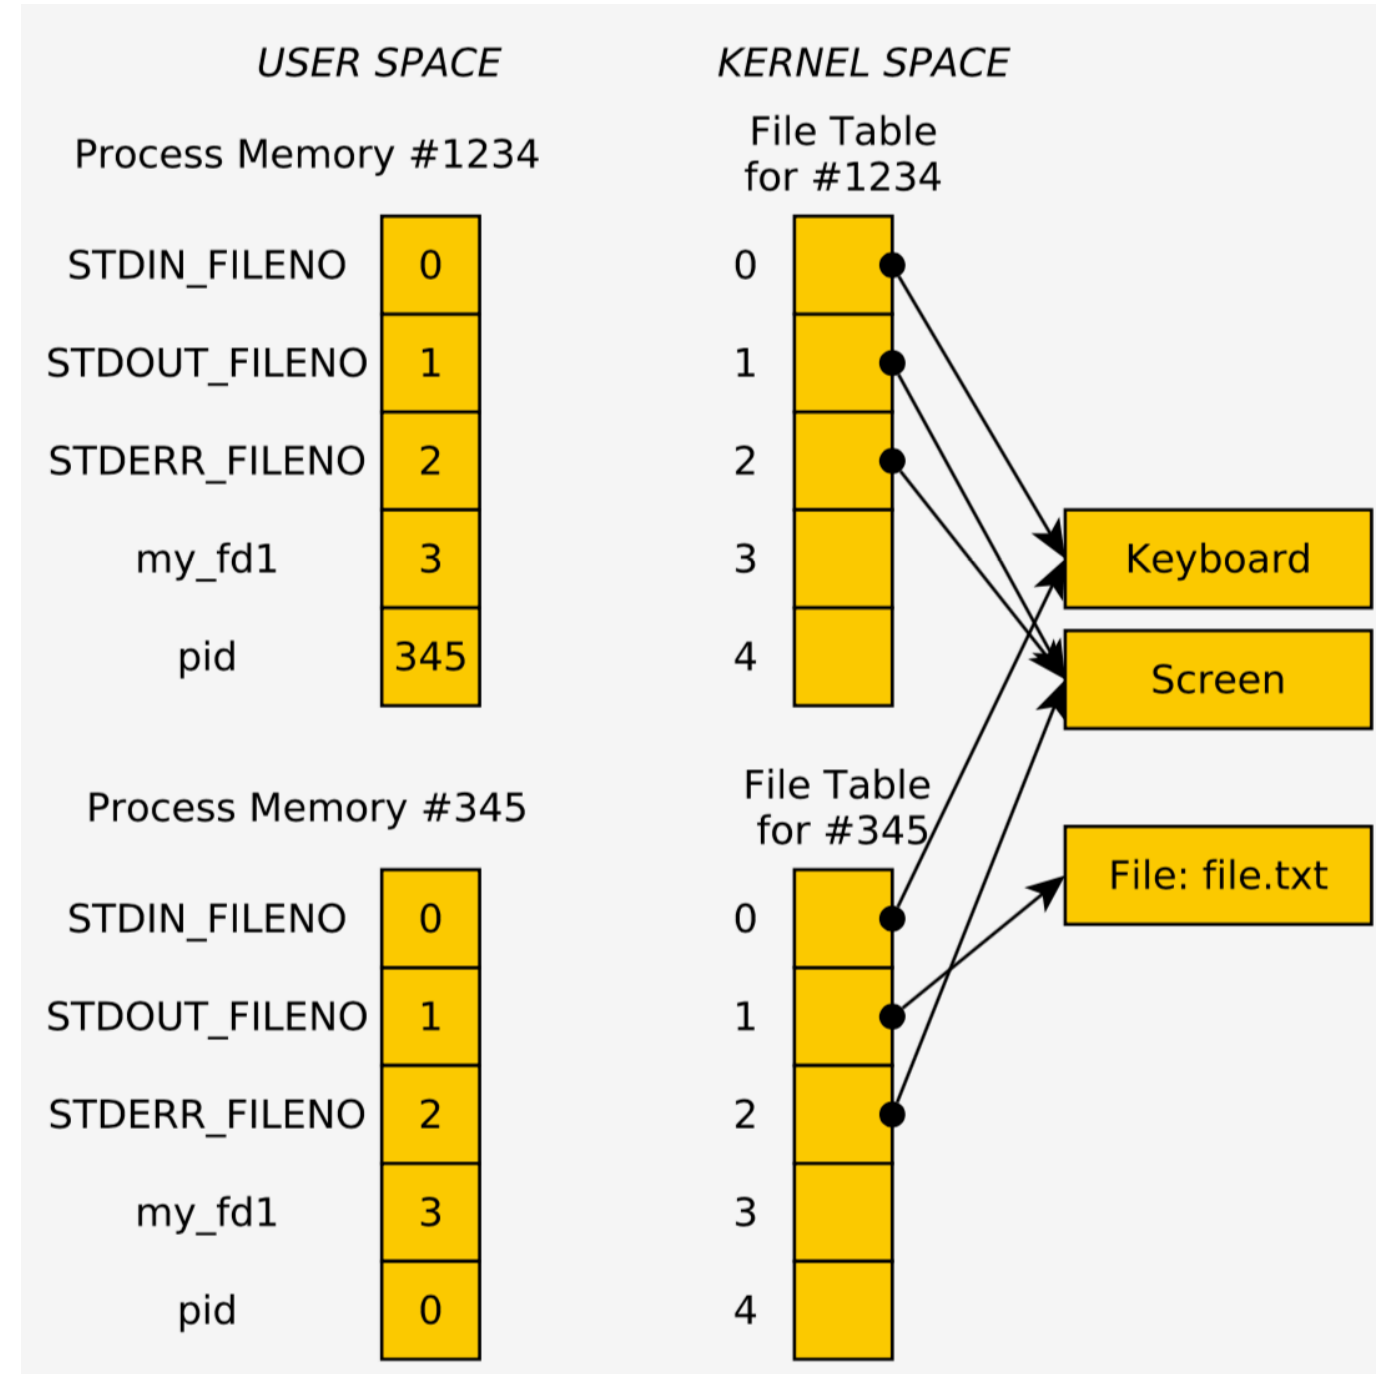 USER SPACE
KERNEL SPACE
Process Memory #1234
File Table
for #1234
STDIN_FILENO 0
0
STDOUT_FILENO 1
1
STDERR_FILENO 2
2
my_fd1 3
3
pid 345
4
Keyboard
Screen
Process Memory #345
File Table
for #345
File: file.txt
STDIN_FILENO 0
0
STDOUT_FILENO 1
1
STDERR_FILENO 2
2
my_fd1 3
3
pid 0
4